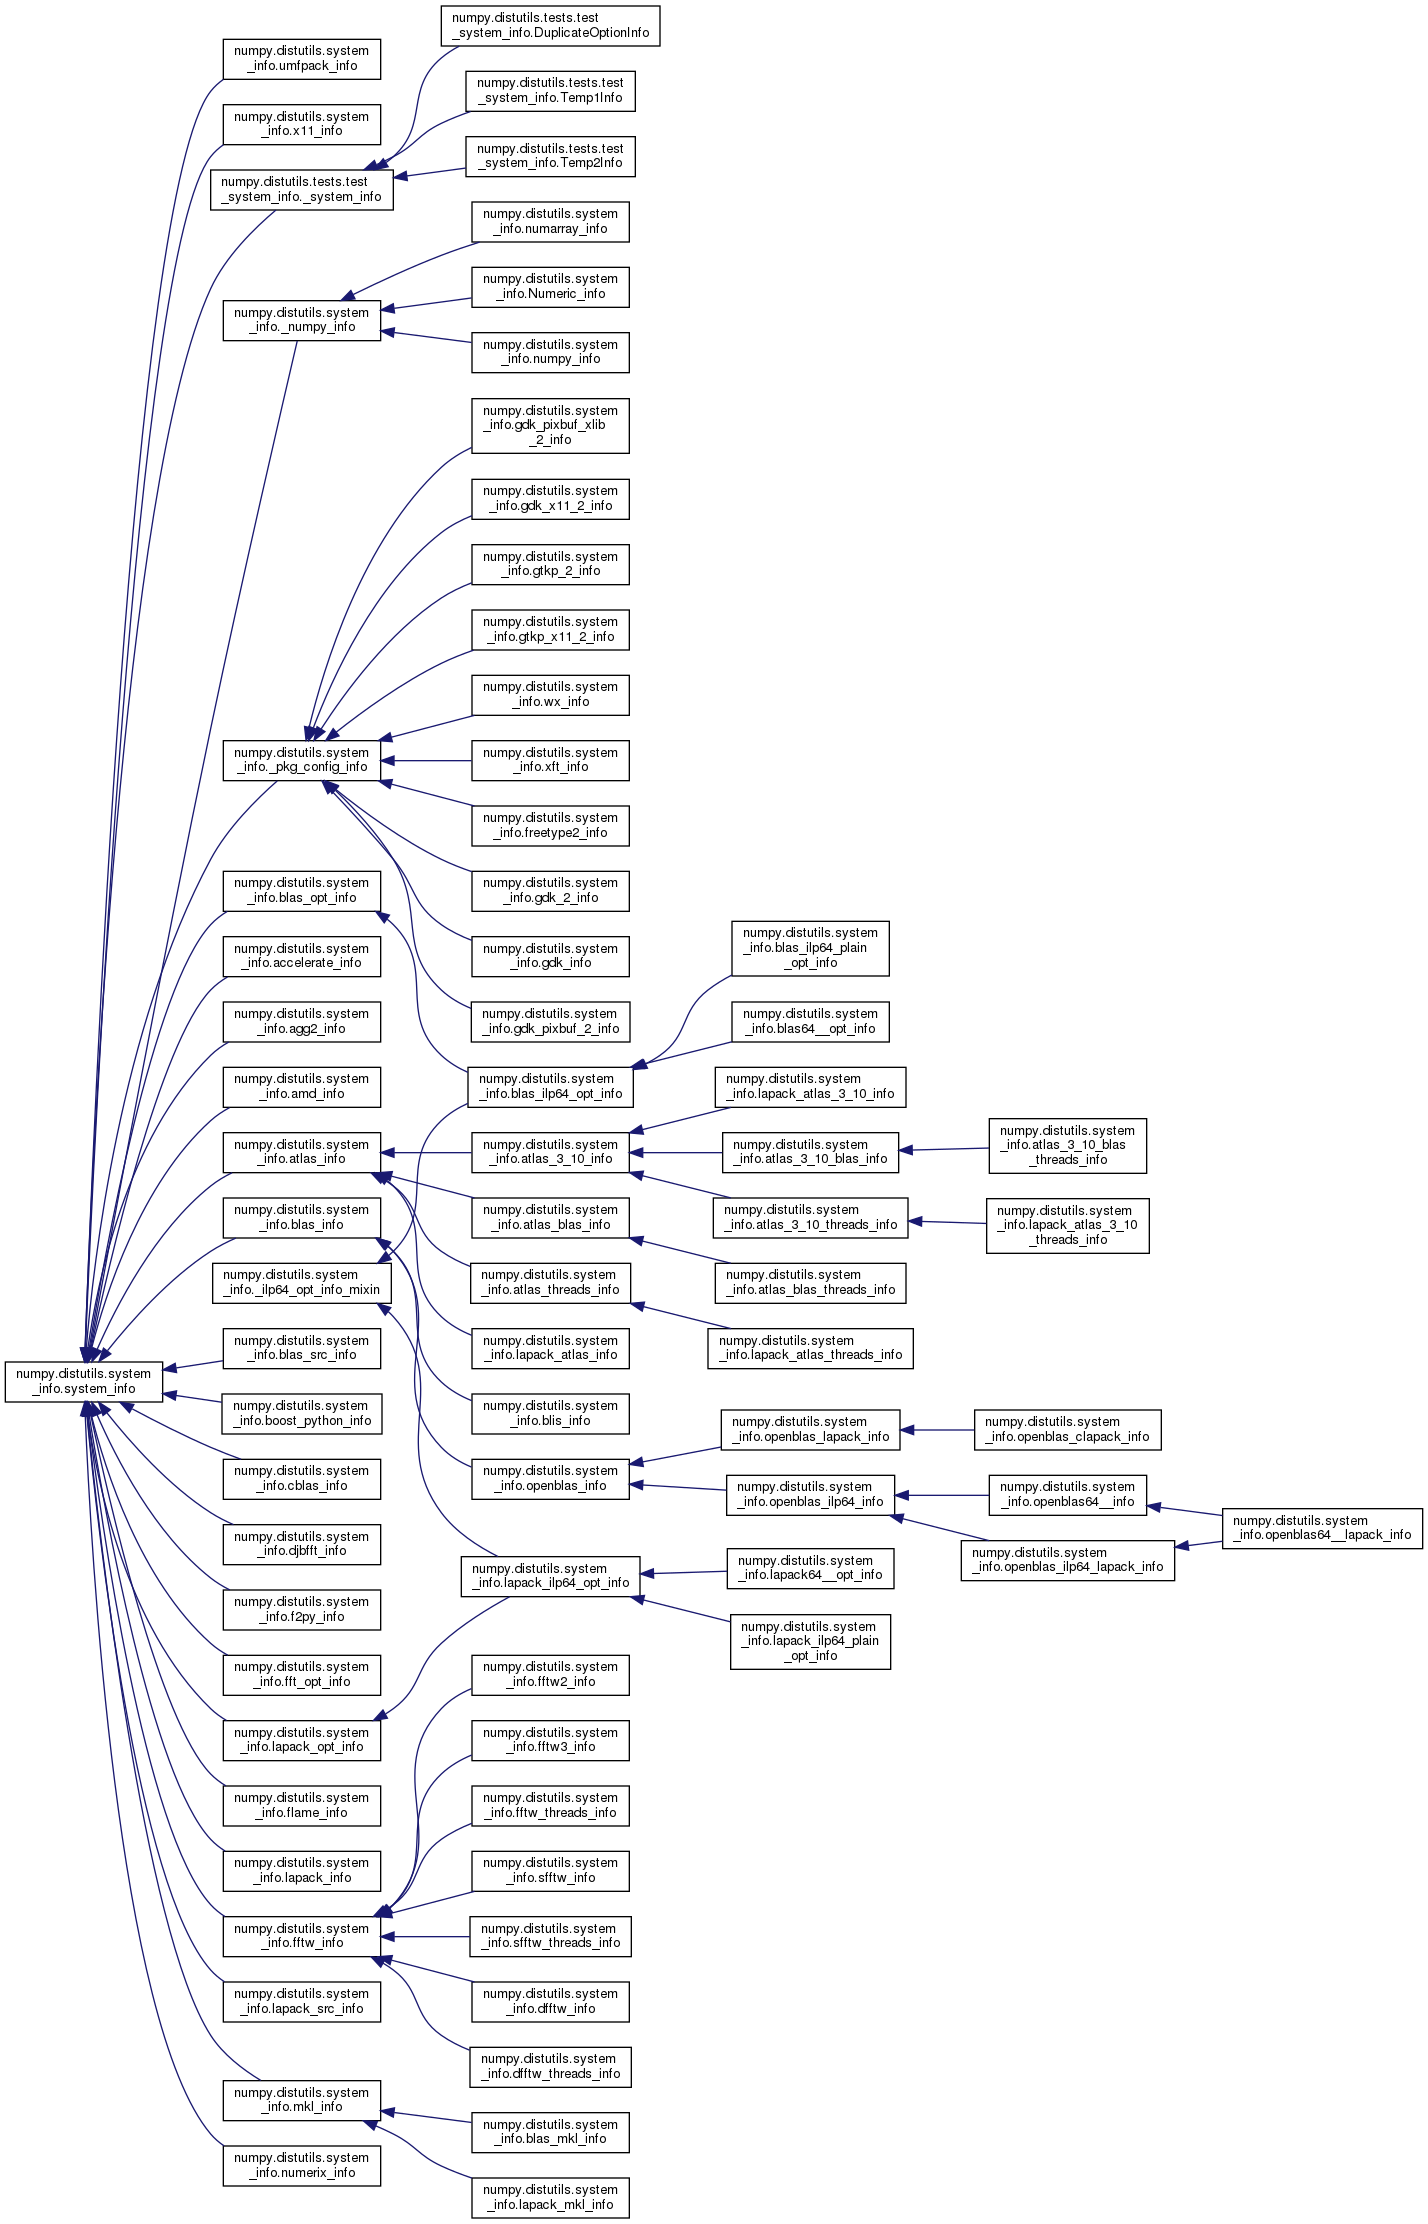 numpy.distutils.tests.test
_system_info.DuplicateOptionInfo
numpy.distutils.system
_info.umfpack_info
numpy.distutils.tests.test
_system_info.Temp1Info
numpy.distutils.system
_info.x11_info
numpy.distutils.tests.test
_system_info.Temp2Info
numpy.distutils.tests.test
_system_info._system_info
numpy.distutils.system
_info.numarray_info
numpy.distutils.system
_info.Numeric_info
numpy.distutils.system
_info._numpy_info
numpy.distutils.system
_info.numpy_info
numpy.distutils.system
_info.gdk_pixbuf_xlib
_2_info
numpy.distutils.system
_info.gdk_x11_2_info
numpy.distutils.system
_info.gtkp_2_info
numpy.distutils.system
_info.gtkp_x11_2_info
numpy.distutils.system
_info.wx_info
numpy.distutils.system
_info._pkg_config_info
numpy.distutils.system
_info.xft_info
numpy.distutils.system
_info.freetype2_info
numpy.distutils.system
_info.blas_opt_info
numpy.distutils.system
_info.gdk_2_info
numpy.distutils.system
_info.blas_ilp64_plain
_opt_info
numpy.distutils.system
_info.accelerate_info
numpy.distutils.system
_info.gdk_info
numpy.distutils.system
_info.agg2_info
numpy.distutils.system
_info.gdk_pixbuf_2_info
numpy.distutils.system
_info.blas64__opt_info
numpy.distutils.system
_info.amd_info
numpy.distutils.system
_info.blas_ilp64_opt_info
numpy.distutils.system
_info.lapack_atlas_3_10_info
numpy.distutils.system
_info.atlas_info
numpy.distutils.system
_info.atlas_3_10_info
numpy.distutils.system
_info.atlas_3_10_blas_info
numpy.distutils.system
_info.atlas_3_10_blas
_threads_info
numpy.distutils.system
_info.blas_info
numpy.distutils.system
_info.atlas_blas_info
numpy.distutils.system
_info.atlas_3_10_threads_info
numpy.distutils.system
_info.lapack_atlas_3_10
_threads_info
numpy.distutils.system
_info._ilp64_opt_info_mixin
numpy.distutils.system
_info.atlas_threads_info
numpy.distutils.system
_info.atlas_blas_threads_info
numpy.distutils.system
_info.blas_src_info
numpy.distutils.system
_info.lapack_atlas_info
numpy.distutils.system
_info.lapack_atlas_threads_info
numpy.distutils.system
_info.system_info
numpy.distutils.system
_info.boost_python_info
numpy.distutils.system
_info.blis_info
numpy.distutils.system
_info.openblas_lapack_info
numpy.distutils.system
_info.openblas_clapack_info
numpy.distutils.system
_info.cblas_info
numpy.distutils.system
_info.openblas_info
numpy.distutils.system
_info.openblas_ilp64_info
numpy.distutils.system
_info.openblas64__info
numpy.distutils.system
_info.openblas64__lapack_info
numpy.distutils.system
_info.djbfft_info
numpy.distutils.system
_info.openblas_ilp64_lapack_info
numpy.distutils.system
_info.lapack_ilp64_opt_info
numpy.distutils.system
_info.lapack64__opt_info
numpy.distutils.system
_info.f2py_info
numpy.distutils.system
_info.lapack_ilp64_plain
_opt_info
numpy.distutils.system
_info.fft_opt_info
numpy.distutils.system
_info.fftw2_info
numpy.distutils.system
_info.lapack_opt_info
numpy.distutils.system
_info.fftw3_info
numpy.distutils.system
_info.flame_info
numpy.distutils.system
_info.fftw_threads_info
numpy.distutils.system
_info.lapack_info
numpy.distutils.system
_info.sfftw_info
numpy.distutils.system
_info.fftw_info
numpy.distutils.system
_info.sfftw_threads_info
numpy.distutils.system
_info.lapack_src_info
numpy.distutils.system
_info.dfftw_info
numpy.distutils.system
_info.dfftw_threads_info
numpy.distutils.system
_info.mkl_info
numpy.distutils.system
_info.blas_mkl_info
numpy.distutils.system
_info.numerix_info
numpy.distutils.system
_info.lapack_mkl_info